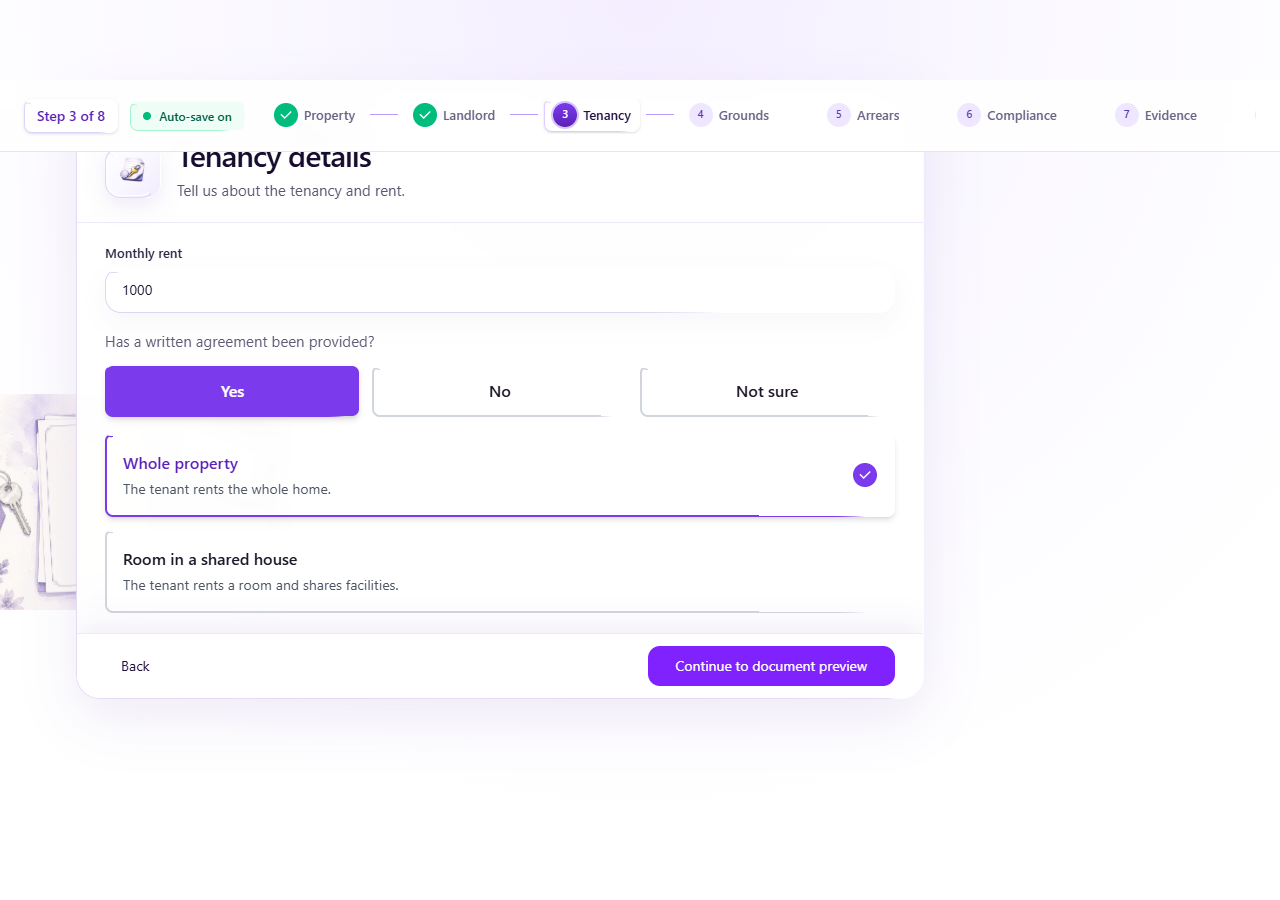 Step 3 of 8
Auto-save on
Property
Landlord
3 Tenancy
4 Grounds
5 Arrears
6 Compliance
7 Evidence
Tenancy details
Tell us about the tenancy and rent.
Monthly rent
1000
Has a written agreement been provided?
Yes
No
Not sure
Whole property
The tenant rents the whole home.
Room in a shared house
The tenant rents a room and shares facilities.
Back
Continue to document preview